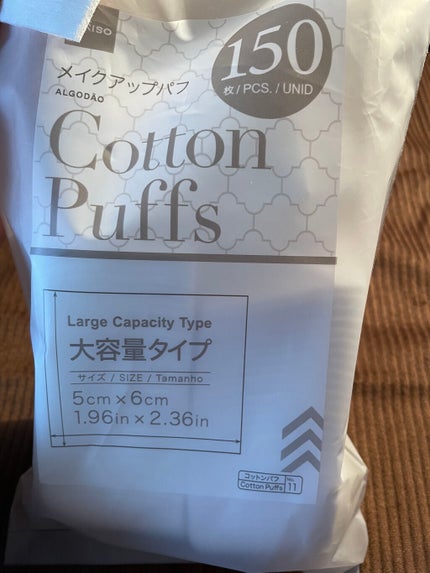 150
枚 / PCS. / UNID
メイクアップパフ
ALGODÃO
Cotton
Puffs
Large Capacity Type
大容量タイプ
サイズ / SIZE / Tamanho
5cm×6cm
1.96in×2.36in
コットンパフ No.
Cotton Puffs 11